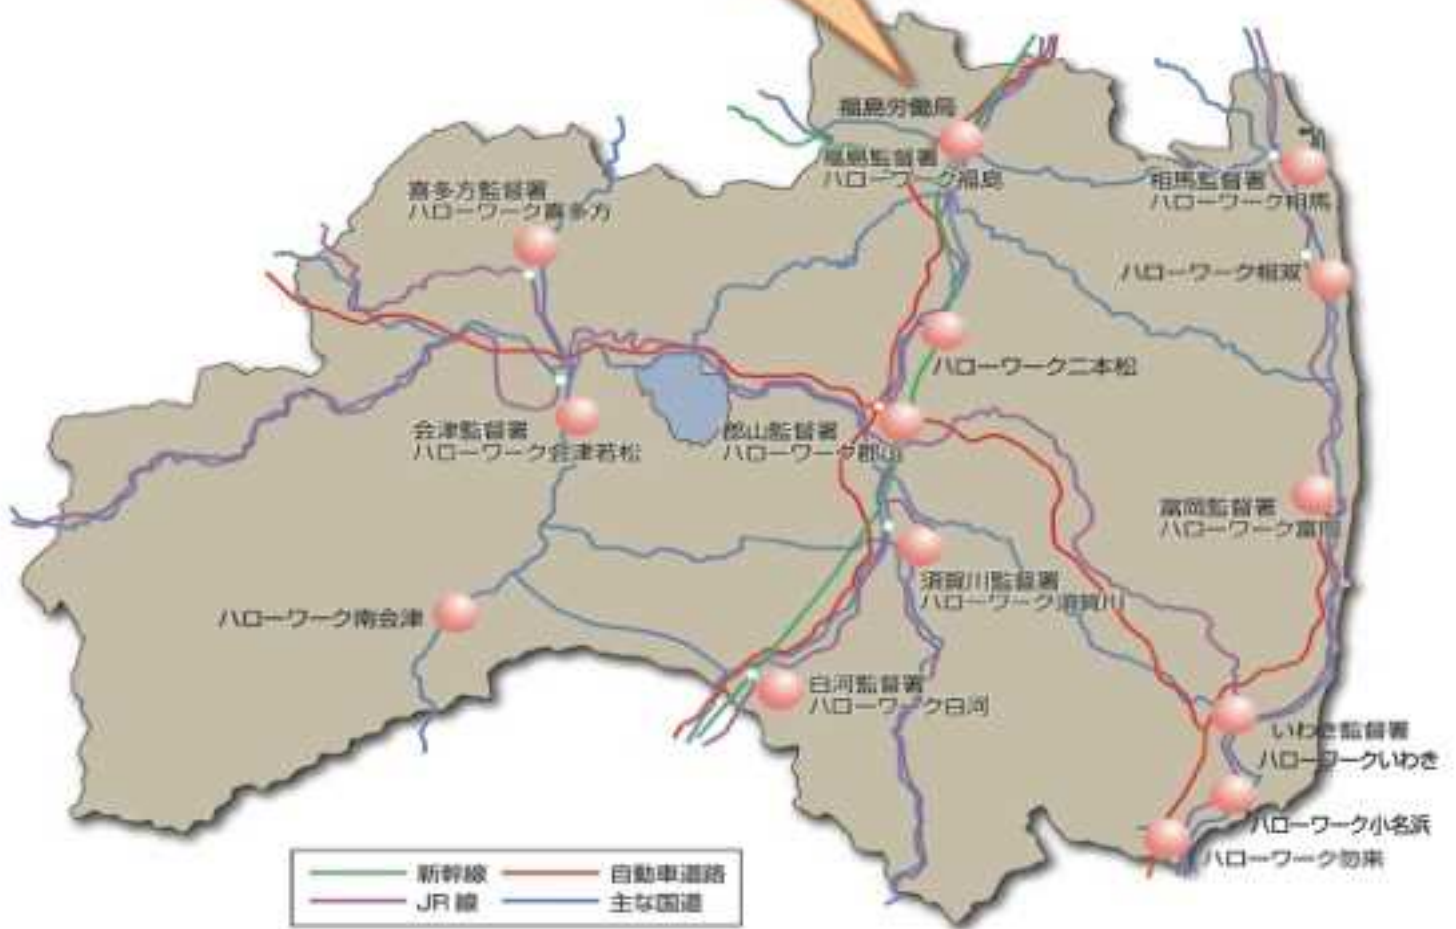 福島労働局
福島監督署
ハローワーク福島
喜多方監督署
ハローワーク喜多方
相馬監督署
ハローワーク相馬
ハローワーク相双
ハローワーク二本松
会津監督署
ハローワーク会津若松
郡山監督署
ハローワーク郡山
富岡監督署
ハローワーク富岡
須賀川監督署
ハローワーク須賀川
ハローワーク南会津
白河監督署
ハローワーク白河
いわき監督署
ハローワークいわき
ハローワーク小名浜
ハローワーク勿来
新幹線
自動車道路
JR線
主な国道